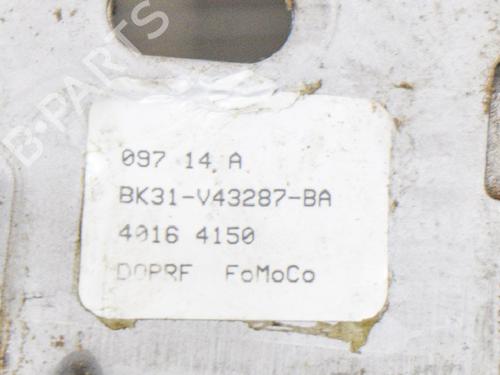 B-PARTS
097 14 A
BK31-V43287-BA
4016 4150
DOPRF FoMoCo